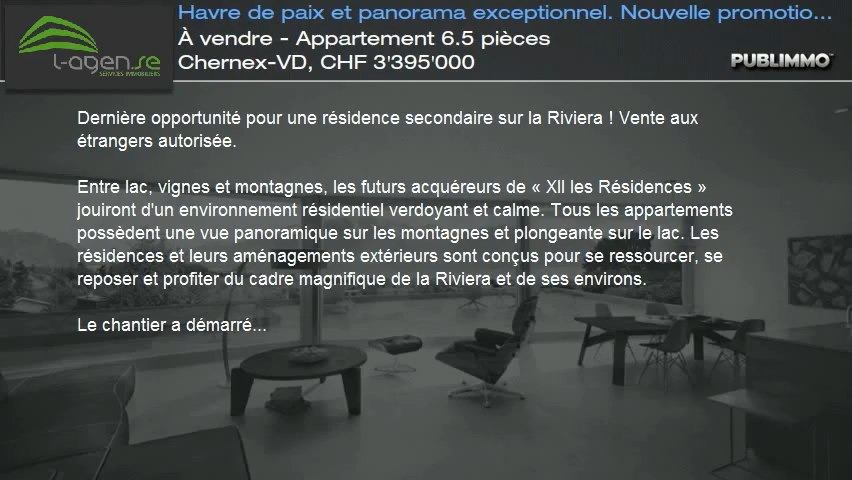 Havre de paix et panorama exceptionnel. Nouvelle promotio...
À vendre - Appartement 6.5 pièces
Chernex-VD, CHF 3'395'000
l-agen.se
SERVICES IMMOBILIERS
PUBLIMMO
Dernière opportunité pour une résidence secondaire sur la Riviera ! Vente aux
étrangers autorisée.
Entre lac, vignes et montagnes, les futurs acquéreurs de « XII les Résidences »
jouiront d'un environnement résidentiel verdoyant et calme. Tous les appartements
possèdent une vue panoramique sur les montagnes et plongeante sur le lac. Les
résidences et leurs aménagements extérieurs sont conçus pour se ressourcer, se
reposer et profiter du cadre magnifique de la Riviera et de ses environs.
Le chantier a démarré...